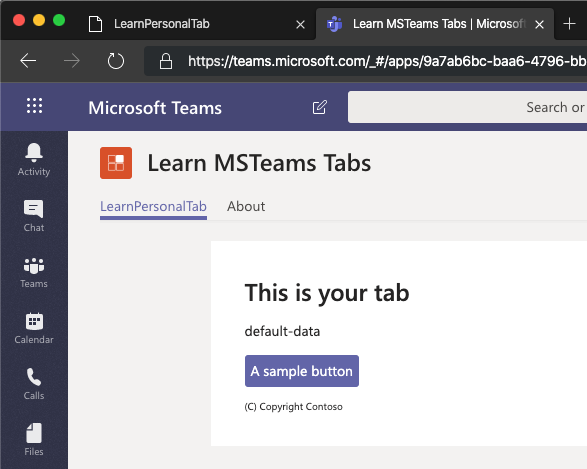 LearnPersonalTab
Learn MSTeams Tabs | Microsoft
https://teams.microsoft.com/_#/apps/9a7ab6bc-baa6-4796-bb
Microsoft Teams
Search or
Activity
Chat
Teams
Calendar
Calls
Files
Learn MSTeams Tabs
LearnPersonalTab About
This is your tab
default-data
A sample button
(C) Copyright Contoso